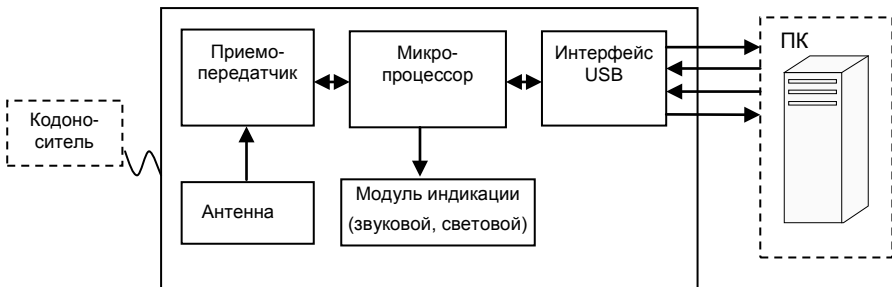 Приемо-
передатчик
Микро-
процессор
Интерфейс
USB
ПК
Кодоно-
ситель
Антенна
Модуль индикации
(звуковой, световой)